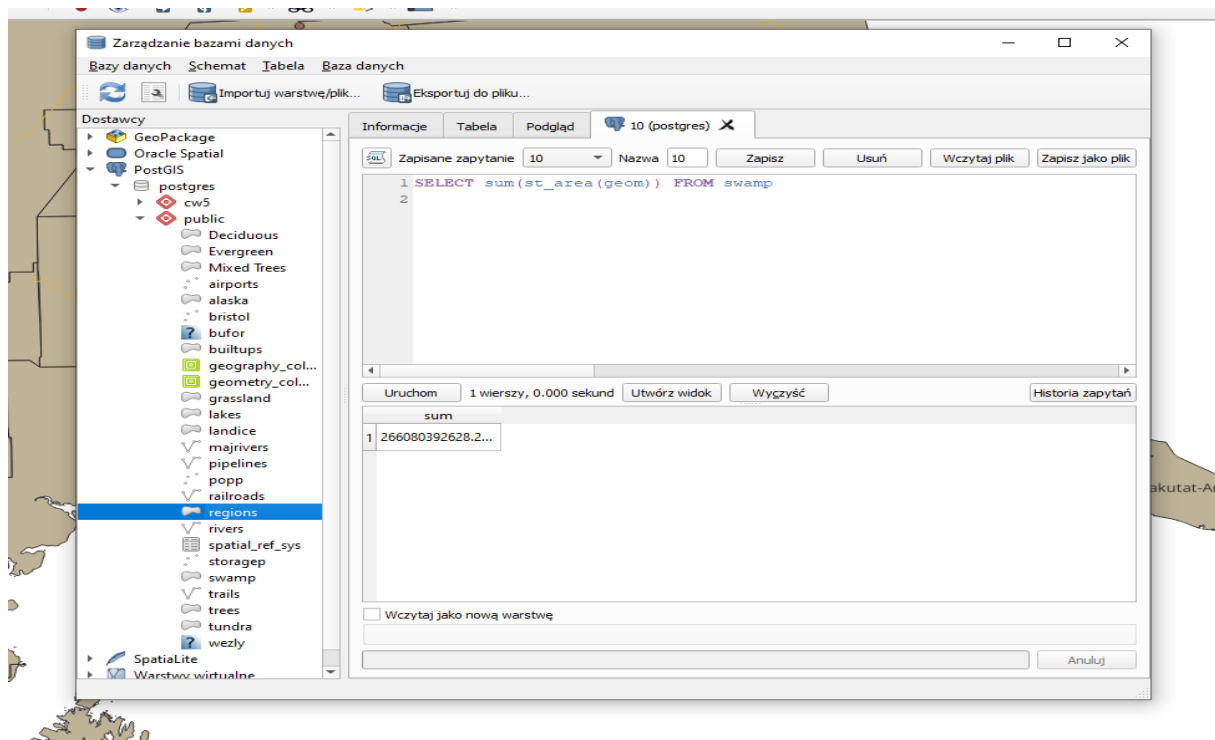 Zarządzanie bazami danych
Bazy danych Schemat Tabela Baza danych
Importuj warstwę/plik... Eksportuj do pliku...
Dostawcy
GeoPackage
Oracle Spatial
PostGIS
postgres
cw5
public
Deciduous
Evergreen
Mixed Trees
airports
alaska
bristol
bufor
builtups
geography_col...
geometry_col...
grassland
lakes
landice
majrivers
pipelines
popp
railroads
regions
rivers
spatial_ref_sys
storagep
swamp
trails
trees
tundra
wezly
SpatiaLite
Warstwy wirtualne
Informacje Tabela Podgląd 10 (postgres)
SQL Zapisane zapytanie 10 Nazwa 10 Zapisz Usuń Wczytaj plik Zapisz jako plik
1 SELECT sum(st_area(geom)) FROM swamp
2
Uruchom 1 wierszy, 0.000 sekund Utwórz widok Wyczyść Historia zapytań
sum
1 266080392628.2...
Wczytaj jako nową warstwę
Anuluj